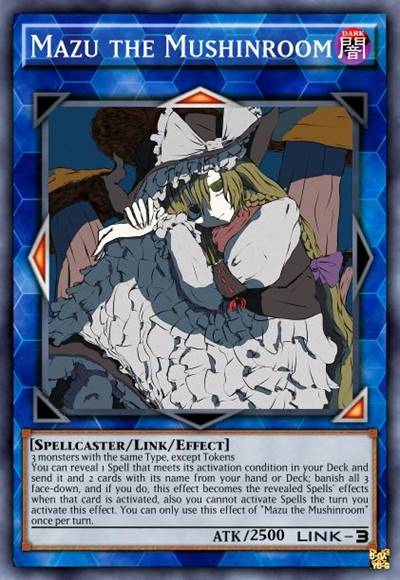 Mazu the Mushinroom
DARK
闇
[Spellcaster/Link/Effect]
3 monsters with the same Type, except Tokens
You can reveal 1 Spell that meets its activation condition in your Deck and
send it and 2 cards with its name from your hand or Deck; banish all 3
face-down, and if you do, this effect becomes the revealed Spells' effects
when that card is activated, also you cannot activate Spells the turn you
activate this effect. You can only use this effect of "Mazu the Mushinroom"
once per turn.
ATK/2500 LINK-3